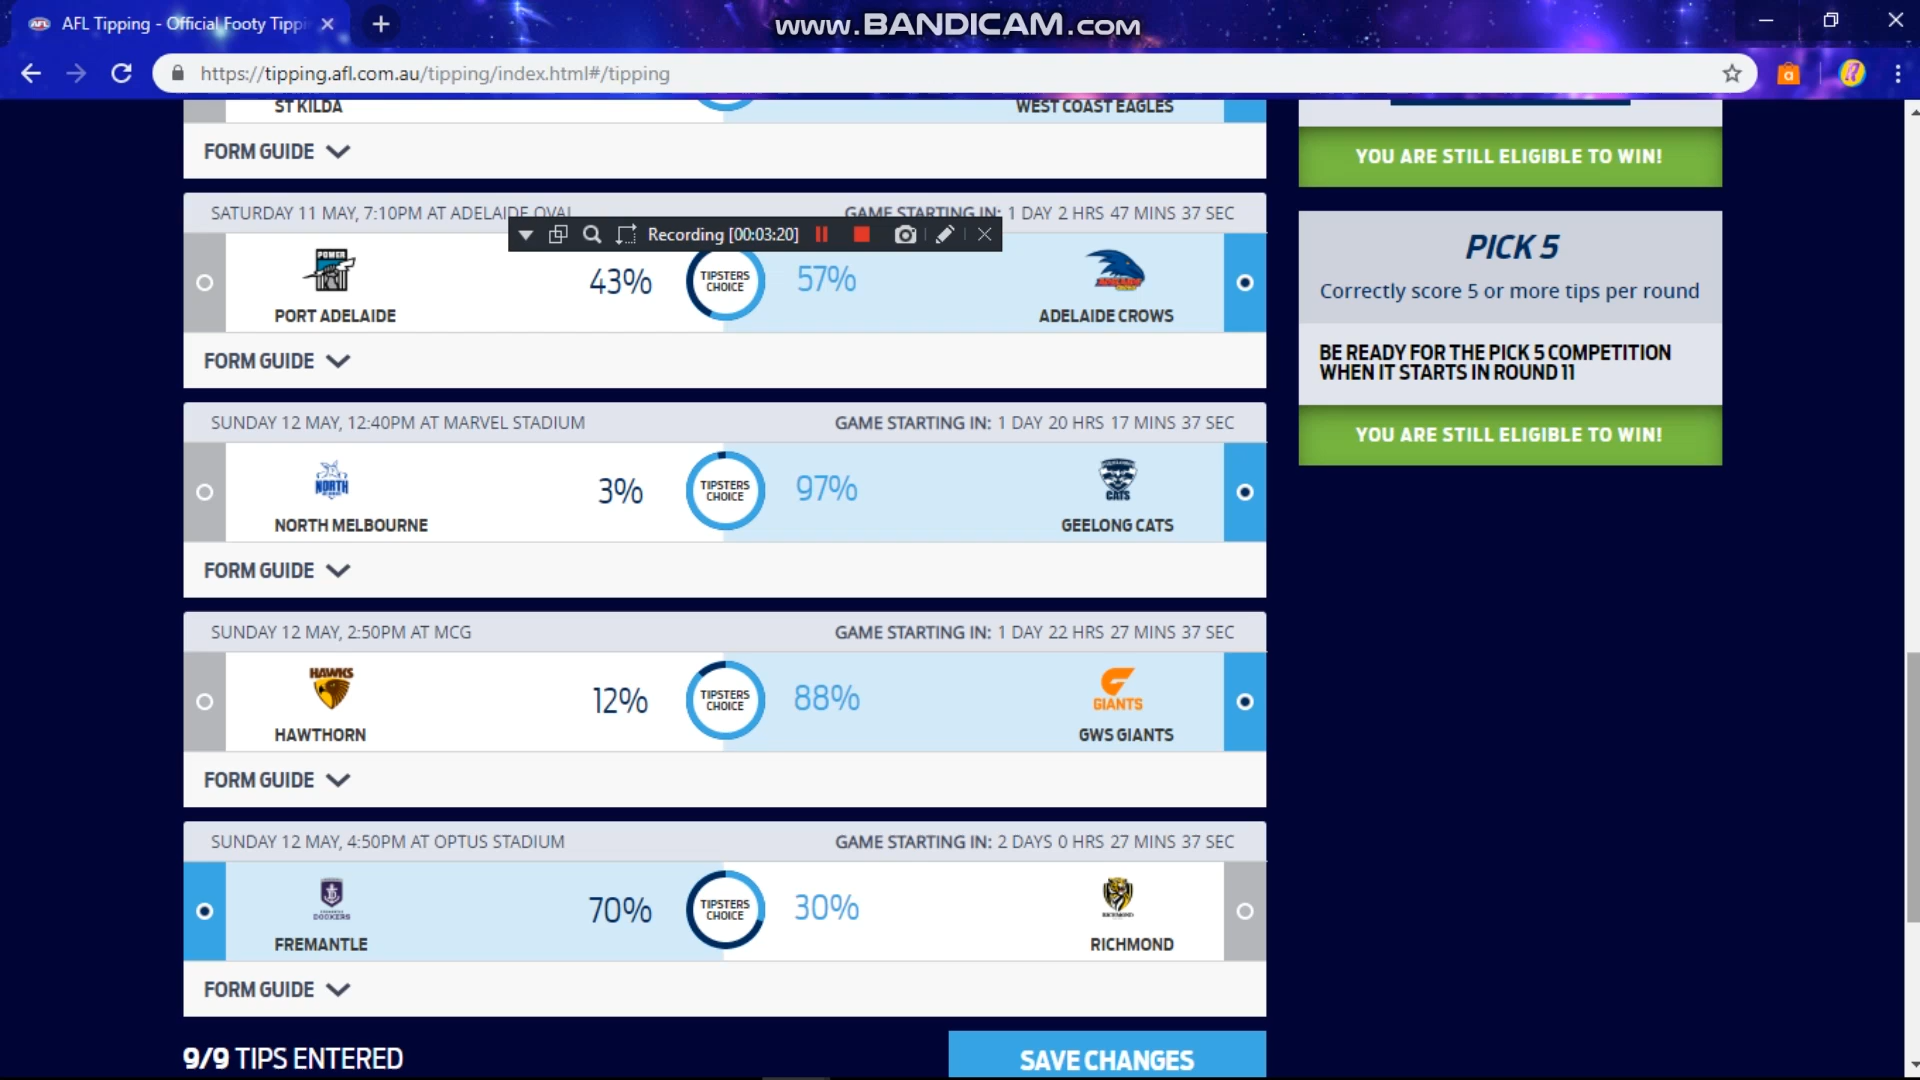 AFL Tipping - Official Footy Tippi
www.BANDICAM.com
https://tipping.afl.com.au/tipping/index.html#/tipping
ST KILDA
WEST COAST EAGLES
FORM GUIDE
YOU ARE STILL ELIGIBLE TO WIN!
SATURDAY 11 MAY, 7:10PM AT ADELAIDE OVAL
GAME STARTING IN: 1 DAY 2 HRS 47 MINS 37 SEC
Recording [00:03:20]
POWER
43%
TIPSTERS
CHOICE
57%
PORT ADELAIDE
ADELAIDE CROWS
FORM GUIDE
PICK 5
Correctly score 5 or more tips per round
BE READY FOR THE PICK 5 COMPETITION
WHEN IT STARTS IN ROUND 11
YOU ARE STILL ELIGIBLE TO WIN!
SUNDAY 12 MAY, 12:40PM AT MARVEL STADIUM
GAME STARTING IN: 1 DAY 20 HRS 17 MINS 37 SEC
NORTH
3%
TIPSTERS
CHOICE
97%
CATS
NORTH MELBOURNE
GEELONG CATS
FORM GUIDE
SUNDAY 12 MAY, 2:50PM AT MCG
GAME STARTING IN: 1 DAY 22 HRS 27 MINS 37 SEC
HAWKS
12%
TIPSTERS
CHOICE
88%
GIANTS
HAWTHORN
GWS GIANTS
FORM GUIDE
SUNDAY 12 MAY, 4:50PM AT OPTUS STADIUM
GAME STARTING IN: 2 DAYS 0 HRS 27 MINS 37 SEC
DOCKERS
70%
TIPSTERS
CHOICE
30%
RICHMOND
FREMANTLE
RICHMOND
FORM GUIDE
9/9 TIPS ENTERED
SAVE CHANGES